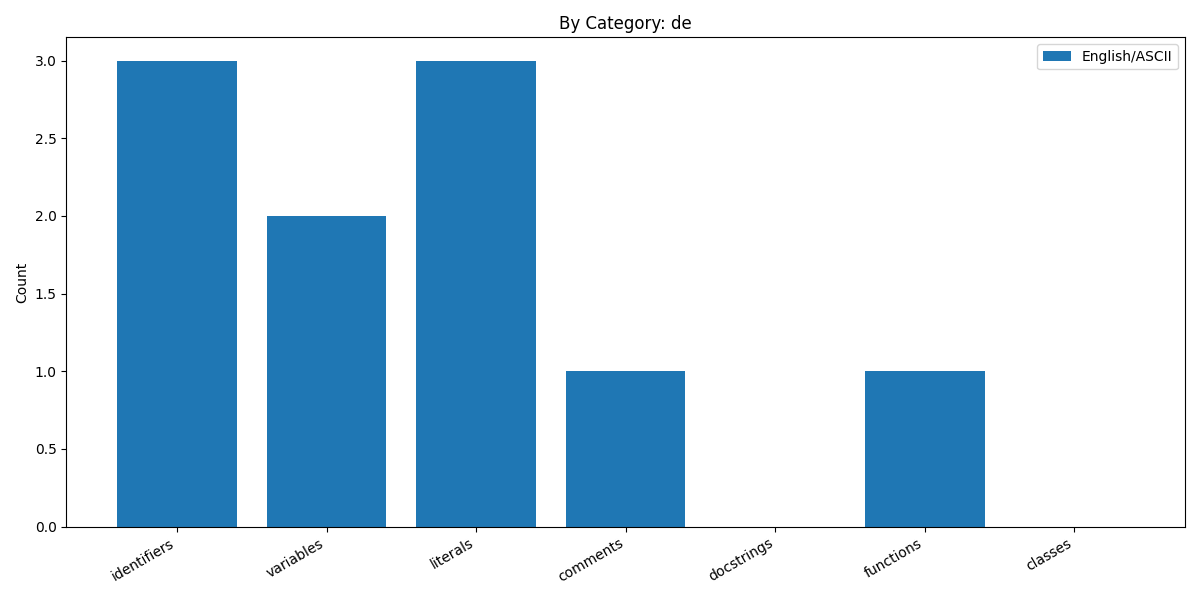 By Category: de
English/ASCII
Count
3.0
2.5
2.0
1.5
1.0
0.5
0.0
identifiers
variables
literals
comments
docstrings
functions
classes